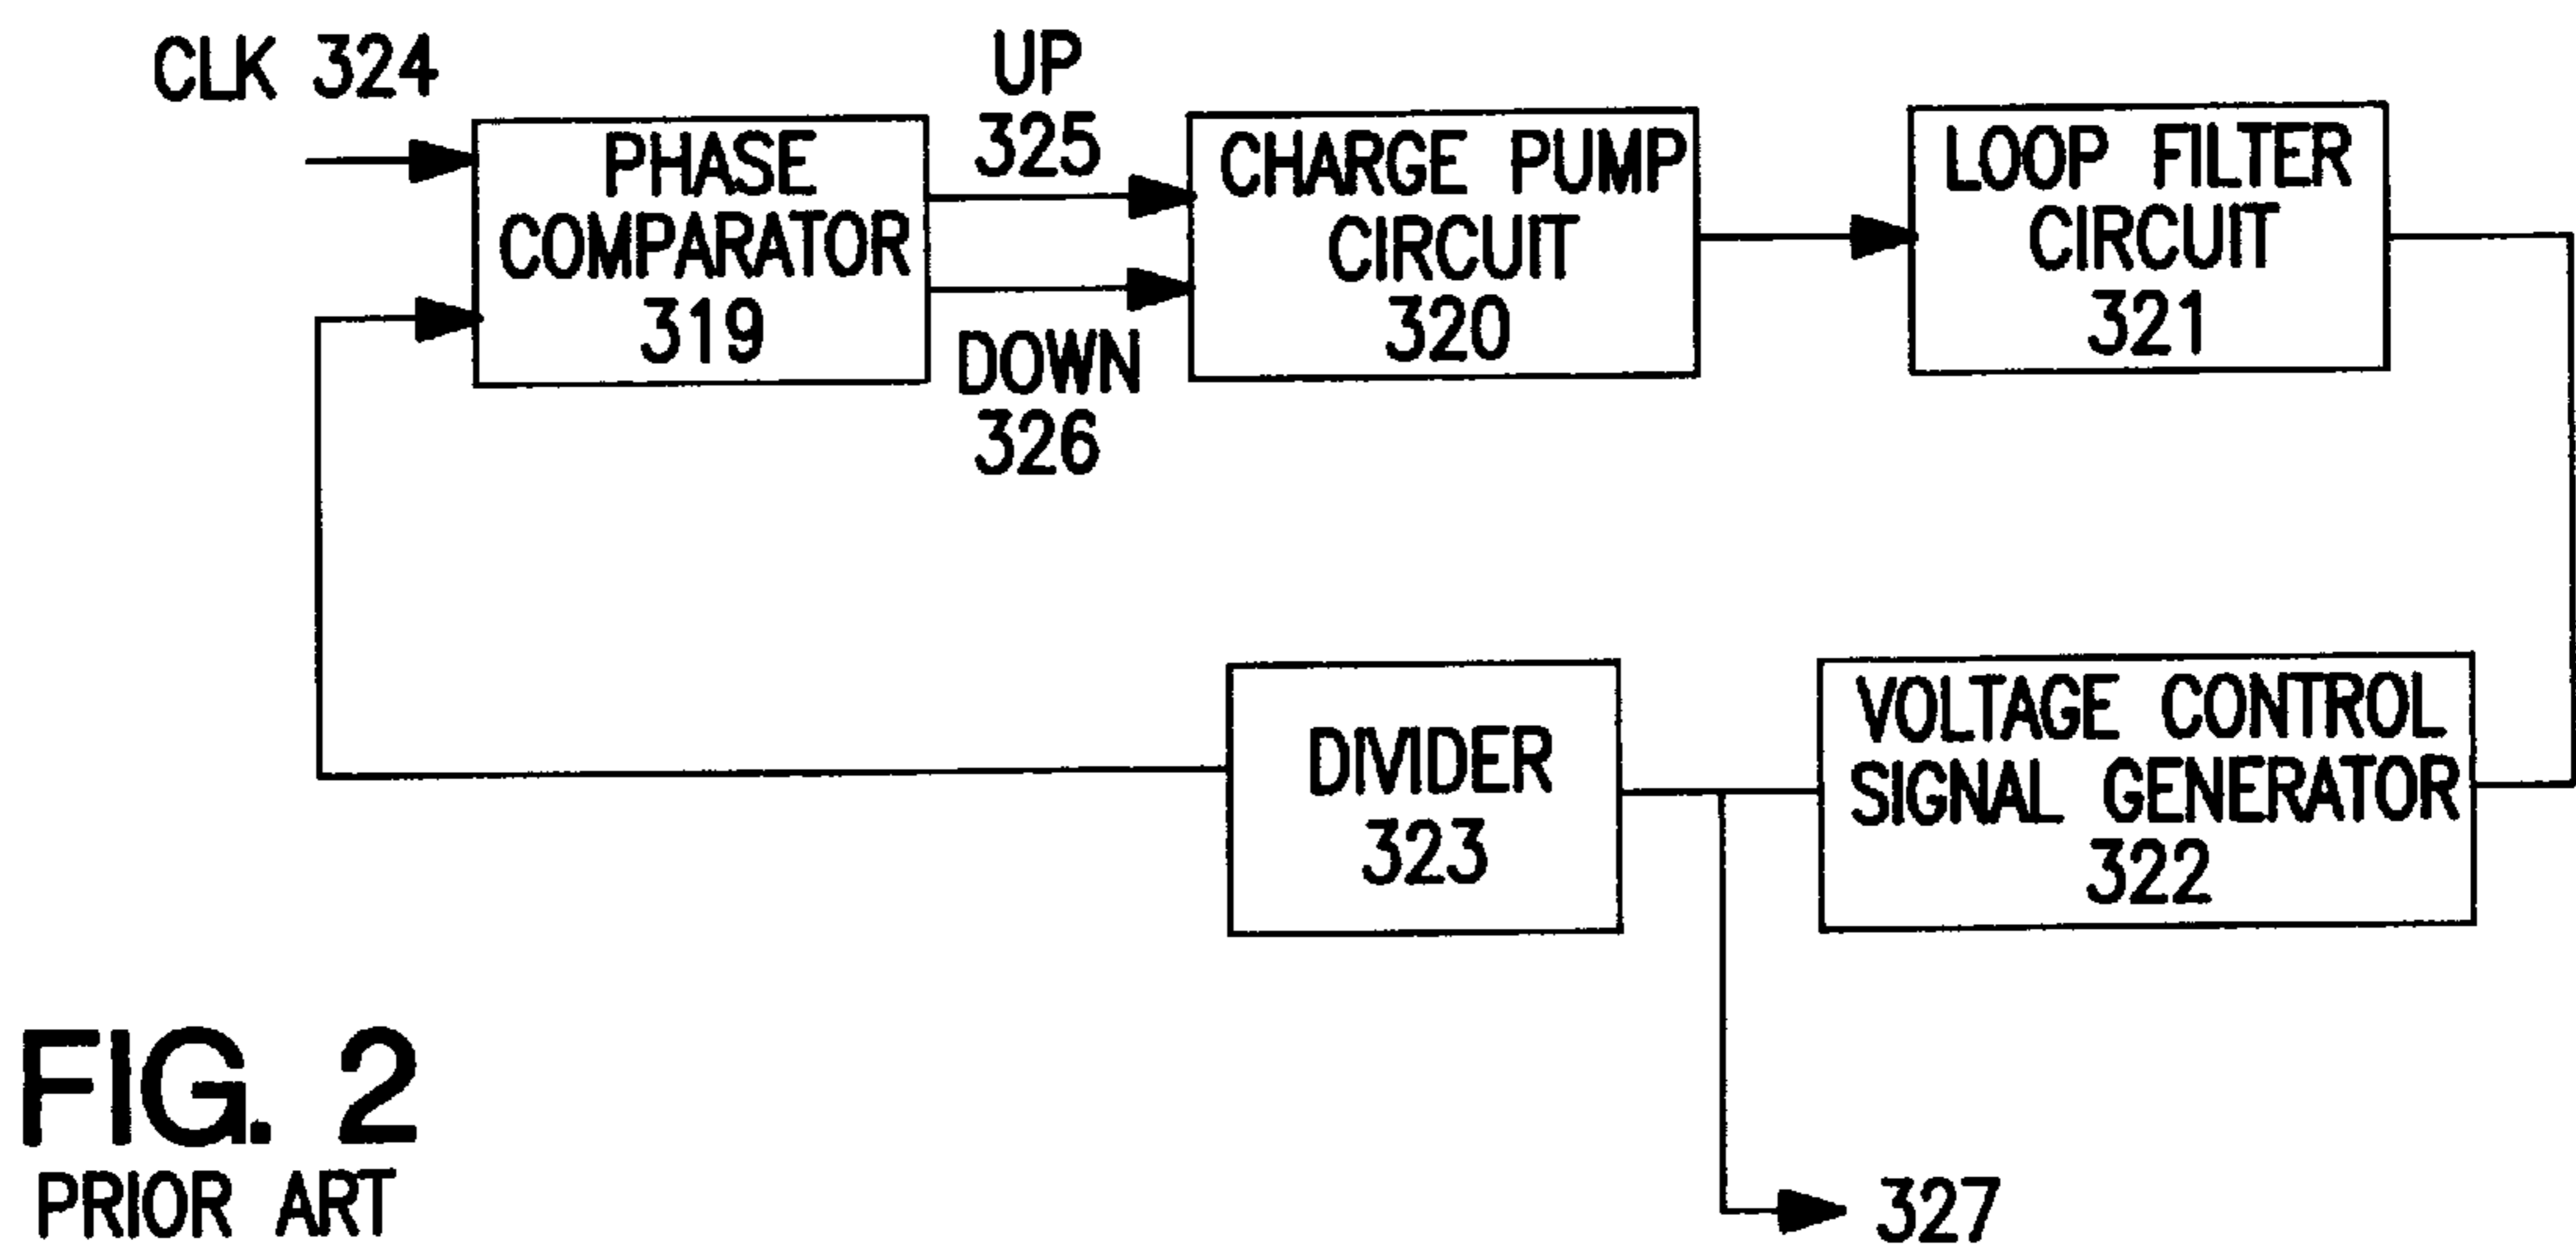 CLK 324
UP
325
PHASE
COMPARATOR
319
DOWN
326
CHARGE PUMP
CIRCUIT
320
LOOP FILTER
CIRCUIT
321
DIVIDER
323
VOLTAGE CONTROL
SIGNAL GENERATOR
322
327
FIG. 2
PRIOR ART